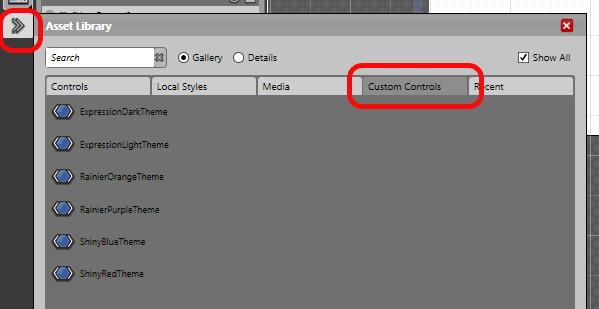 Asset Library
Search Gallery Details Show All
Controls Local Styles Media Custom Controls Recent
ExpressionDarkTheme
ExpressionLightTheme
RainierOrangeTheme
RainierPurpleTheme
ShinyBlueTheme
ShinyRedTheme